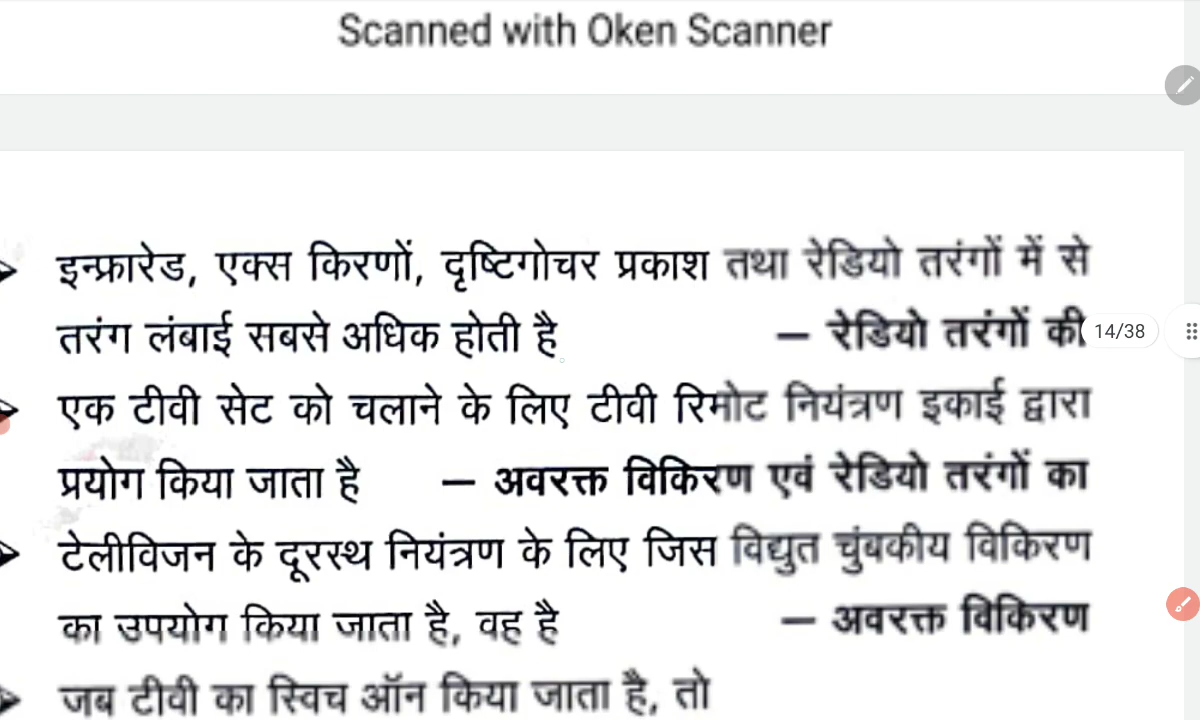 Scanned with Oken Scanner
इन्फ्रारेड, एक्स किरणों, दृष्टिगोचर प्रकाश तथा रेडियो तरंगों में से
तरंग लंबाई सबसे अधिक होती है — रेडियो तरंगों की
14/38
एक टीवी सेट को चलाने के लिए टीवी रिमोट नियंत्रण इकाई द्वारा
प्रयोग किया जाता है — अवरक्त विकिरण एवं रेडियो तरंगों का
टेलीविजन के दूरस्थ नियंत्रण के लिए जिस विद्युत चुंबकीय विकिरण
का उपयोग किया जाता है, वह है — अवरक्त विकिरण
जब टीवी का स्विच ऑन किया जाता है, तो